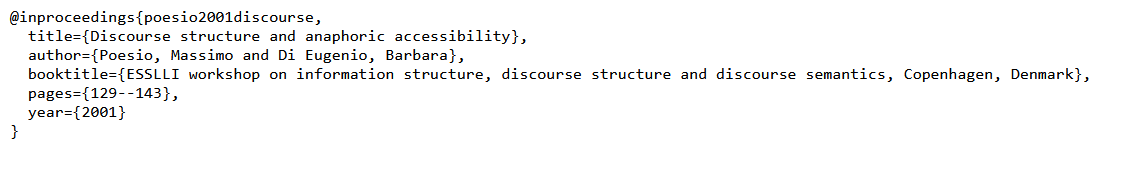 @inproceedings{poesio2001discourse,
  title={Discourse structure and anaphoric accessibility},
  author={Poesio, Massimo and Di Eugenio, Barbara},
  booktitle={ESSLLI workshop on information structure, discourse structure and discourse semantics, Copenhagen, Denmark},
  pages={129--143},
  year={2001}
}